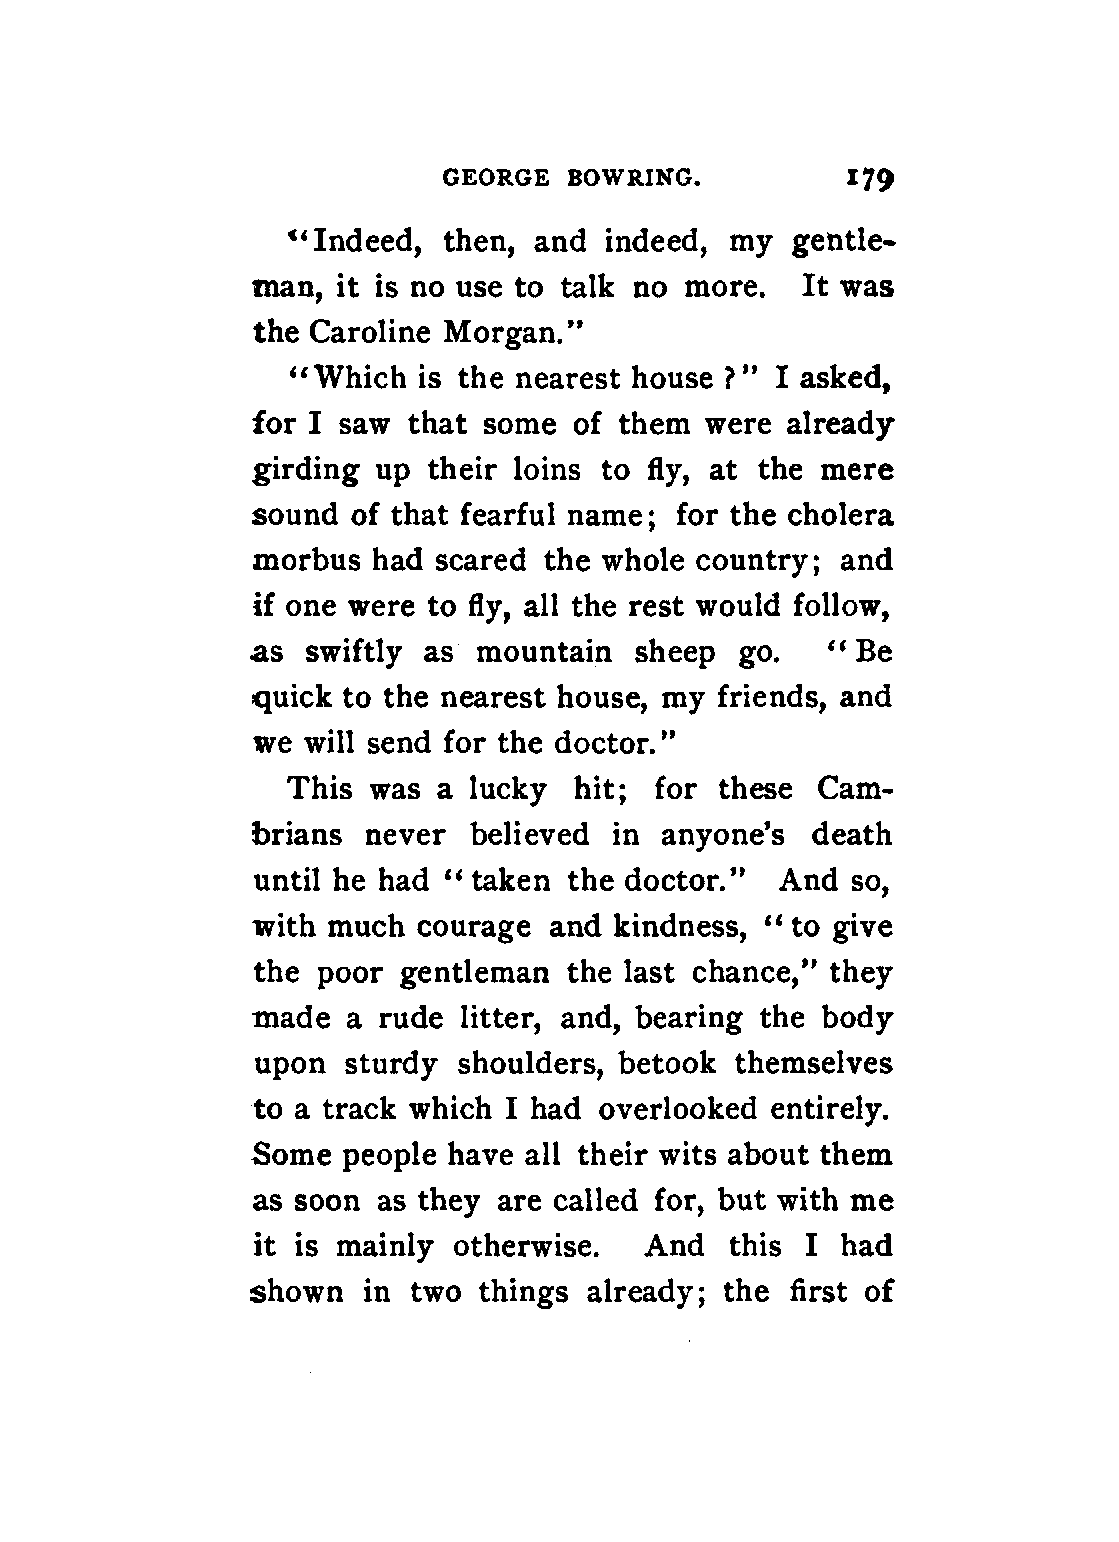 GEORGE BOWRING. 179
"Indeed, then, and indeed, my gentle-
man, it is no use to talk no more. It was
the Caroline Morgan."
"Which is the nearest house?" I asked,
for I saw that some of them were already
girding up their loins to fly, at the mere
sound of that fearful name; for the cholera
morbus had scared the whole country; and
if one were to fly, all the rest would follow,
as swiftly as mountain sheep go. "Be
quick to the nearest house, my friends, and
we will send for the doctor."
This was a lucky hit; for these Cam-
brians never believed in anyone's death
until he had "taken the doctor." And so,
with much courage and kindness, "to give
the poor gentleman the last chance," they
made a rude litter, and, bearing the body
upon sturdy shoulders, betook themselves
to a track which I had overlooked entirely.
Some people have all their wits about them
as soon as they are called for, but with me
it is mainly otherwise. And this I had
shown in two things already; the first of